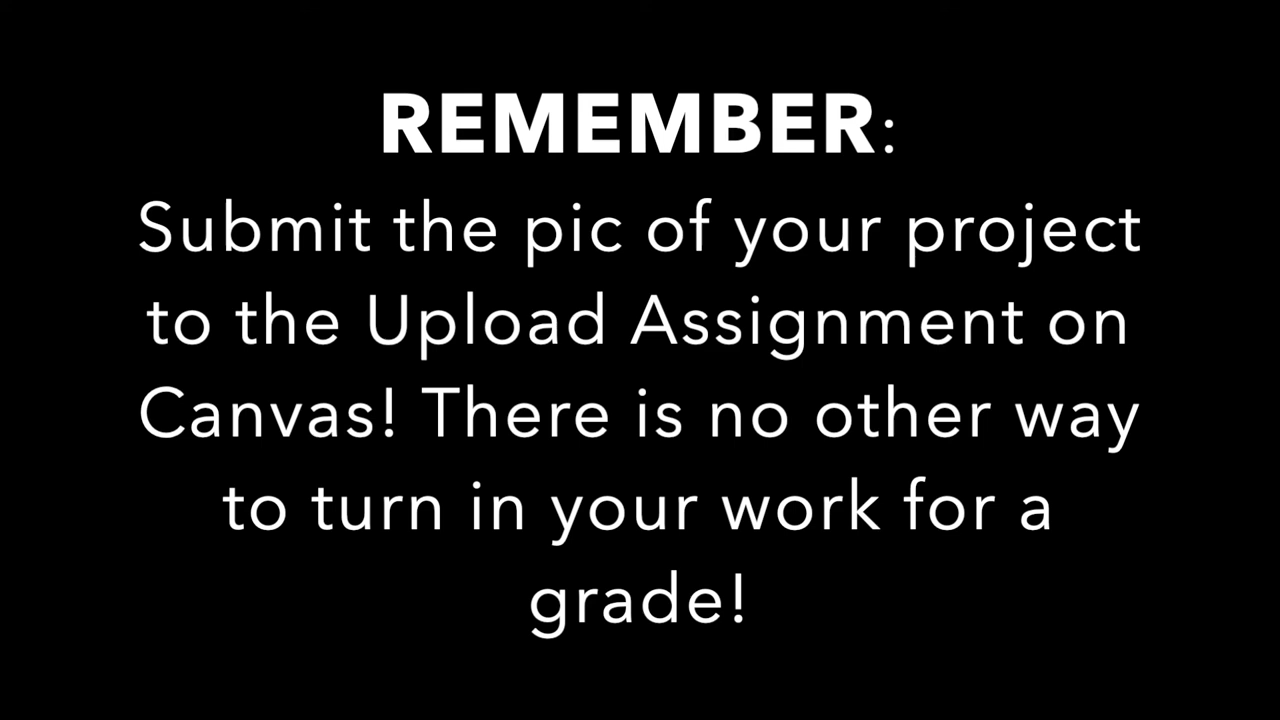 REMEMBER:
Submit the pic of your project
to the Upload Assignment on
Canvas! There is no other way
to turn in your work for a
grade!